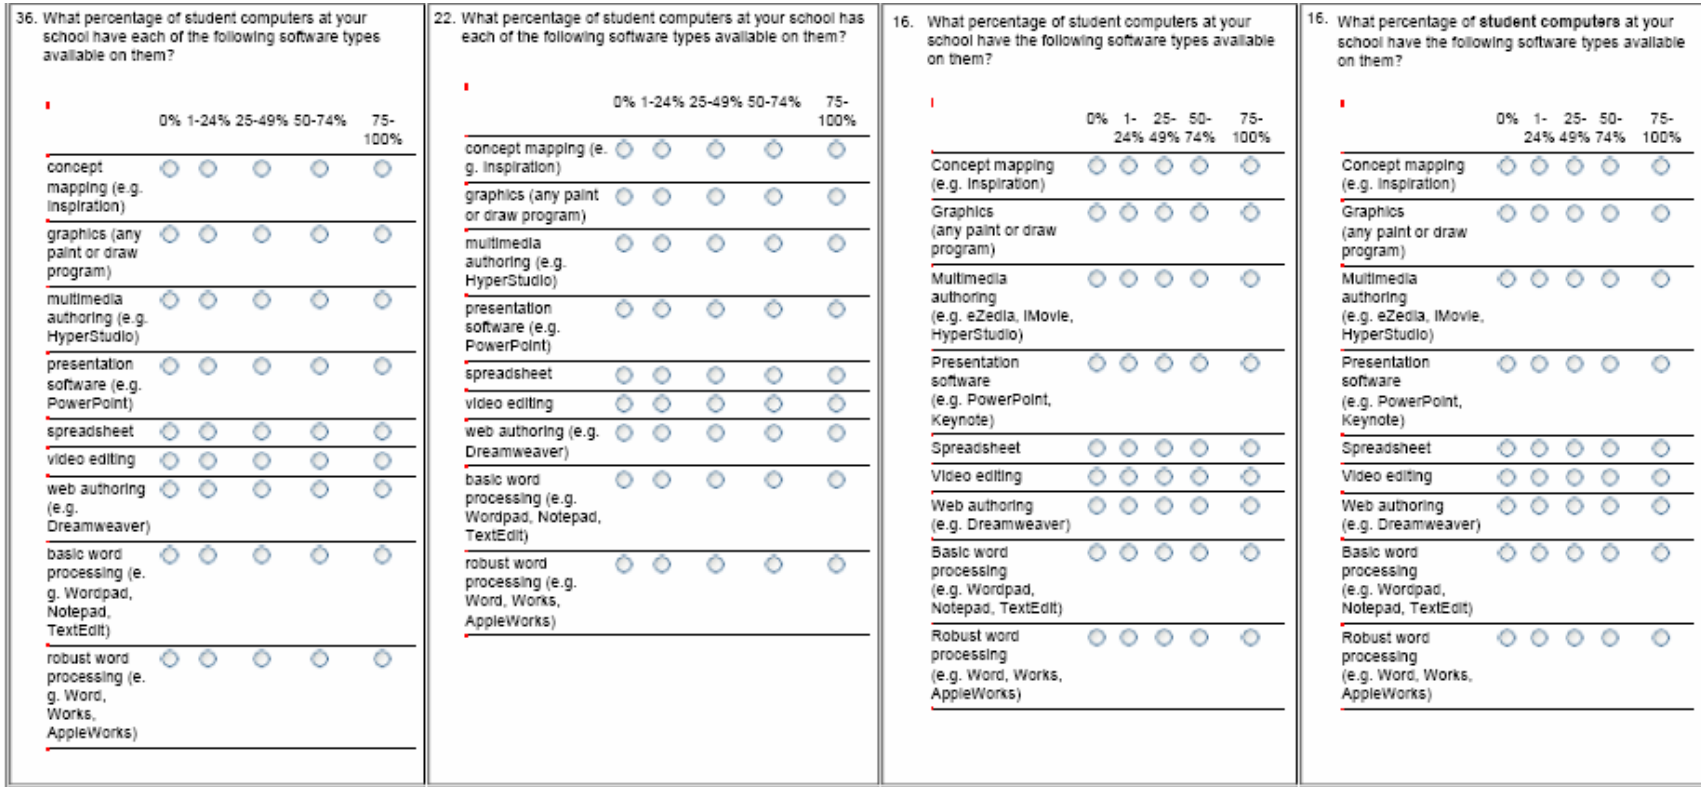 36. What percentage of student computers at your
school have each of the following software types
available on them?
0% 1-24% 25-49% 50-74% 75-
100%
concept
mapping (e.g.
Inspiration)
graphics (any
paint or draw
program)
multimedia
authoring (e.g.
HyperStudio)
presentation
software (e.g.
PowerPoint)
spreadsheet
video editing
web authoring
(e.g.
Dreamweaver)
basic word
processing (e.
g. Wordpad,
Notepad,
TextEdit)
robust word
processing (e.
g. Word,
Works,
AppleWorks)
22. What percentage of student computers at your school has
each of the following software types available on them?
0% 1-24% 25-49% 50-74% 75-
100%
concept mapping (e.
g. Inspiration)
graphics (any paint
or draw program)
multimedia
authoring (e.g.
HyperStudio)
presentation
software (e.g.
PowerPoint)
spreadsheet
video editing
web authoring (e.g.
Dreamweaver)
basic word
processing (e.g.
Wordpad, Notepad,
TextEdit)
robust word
processing (e.g.
Word, Works,
AppleWorks)
16. What percentage of student computers at your
school have the following software types available
on them?
0% 1- 25- 50- 75-
24% 49% 74% 100%
Concept mapping
(e.g. Inspiration)
Graphics
(any paint or draw
program)
Multimedia
authoring
(e.g. eZedia, iMovie,
HyperStudio)
Presentation
software
(e.g. PowerPoint,
Keynote)
Spreadsheet
Video editing
Web authoring
(e.g. Dreamweaver)
Basic word
processing
(e.g. Wordpad,
Notepad, TextEdit)
Robust word
processing
(e.g. Word, Works,
AppleWorks)
16. What percentage of student computers at your
school have the following software types available
on them?
0% 1- 25- 50- 75-
24% 49% 74% 100%
Concept mapping
(e.g. Inspiration)
Graphics
(any paint or draw
program)
Multimedia
authoring
(e.g. eZedia, iMovie,
HyperStudio)
Presentation
software
(e.g. PowerPoint,
Keynote)
Spreadsheet
Video editing
Web authoring
(e.g. Dreamweaver)
Basic word
processing
(e.g. Wordpad,
Notepad, TextEdit)
Robust word
processing
(e.g. Word, Works,
AppleWorks)